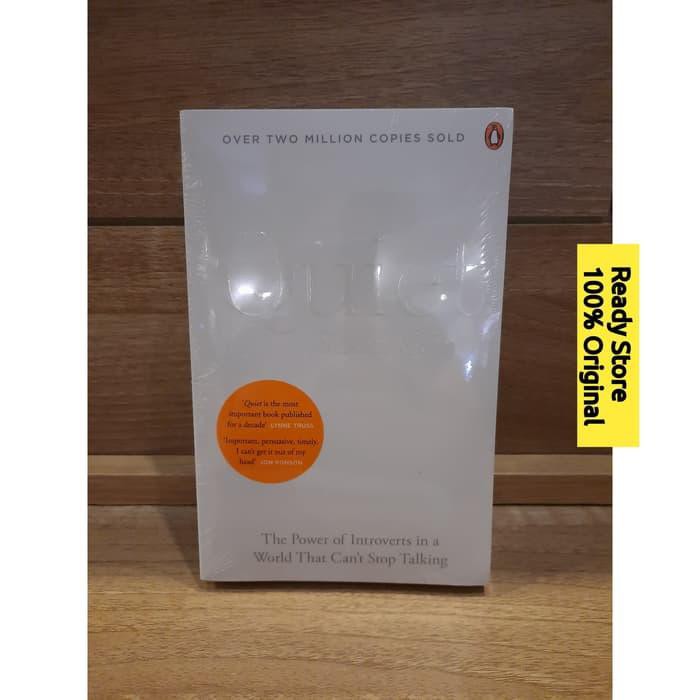 OVER TWO MILLION COPIES SOLD
Quiet
'Quiet is the most
important book published
for a decade' LYNNE TRUSS
'Important, persuasive, timely.
I can't get it out of my
head' JON RONSON
The Power of Introverts in a
World That Can't Stop Talking
Ready Store
100% Original